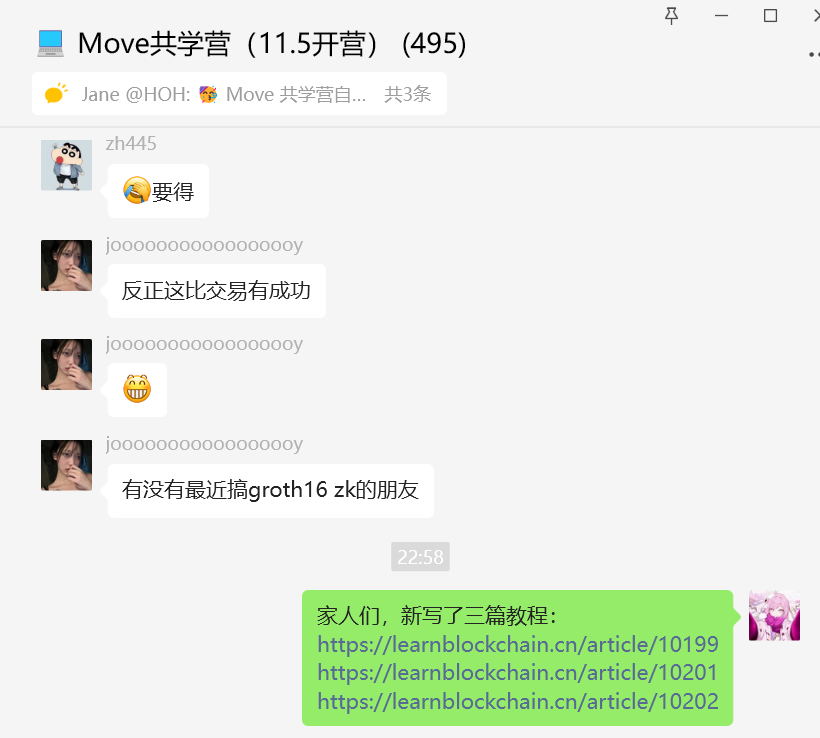 Move共学营（11.5开营） (495)
Jane @HOH: 🥳 Move 共学营自... 共3条
zh445
🤣要得
jooooooooooooooooy
反正这比交易有成功
jooooooooooooooooy
😁
jooooooooooooooooy
有没有最近搞groth16 zk的朋友
22:58
家人们，新写了三篇教程：
https://learnblockchain.cn/article/10199
https://learnblockchain.cn/article/10201
https://learnblockchain.cn/article/10202